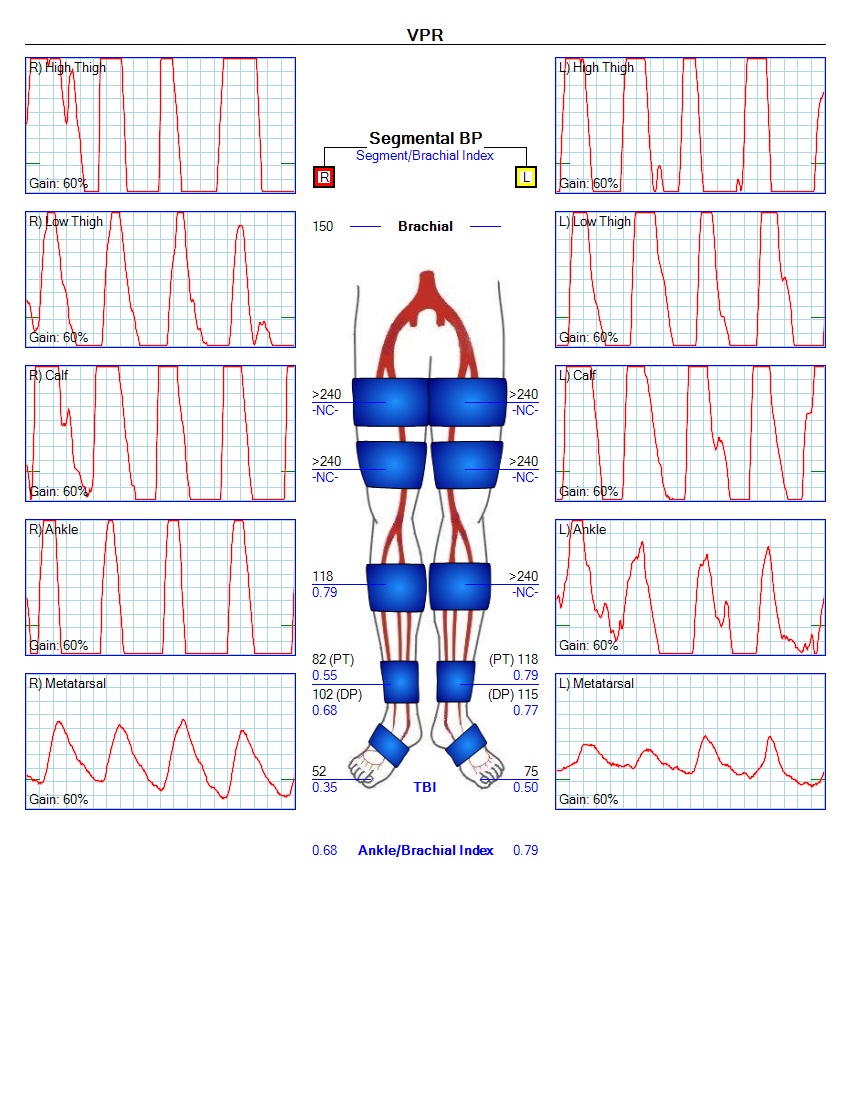 VPR
R) High Thigh
Gain: 60%
R) Low Thigh
Gain: 60%
R) Calf
Gain: 60%
R) Ankle
Gain: 60%
R) Metatarsal
Gain: 60%
Segmental BP
Segment/Brachial Index
R L
150 Brachial
>240 >240
-NC- -NC-
>240 >240
-NC- -NC-
118 >240
0.79 -NC-
82 (PT) (PT) 118
0.55 0.79
102 (DP) (DP) 115
0.68 0.77
52 75
0.35 TBI 0.50
0.68 Ankle/Brachial Index 0.79
L) High Thigh
Gain: 60%
L) Low Thigh
Gain: 60%
L) Calf
Gain: 60%
L) Ankle
Gain: 60%
L) Metatarsal
Gain: 60%